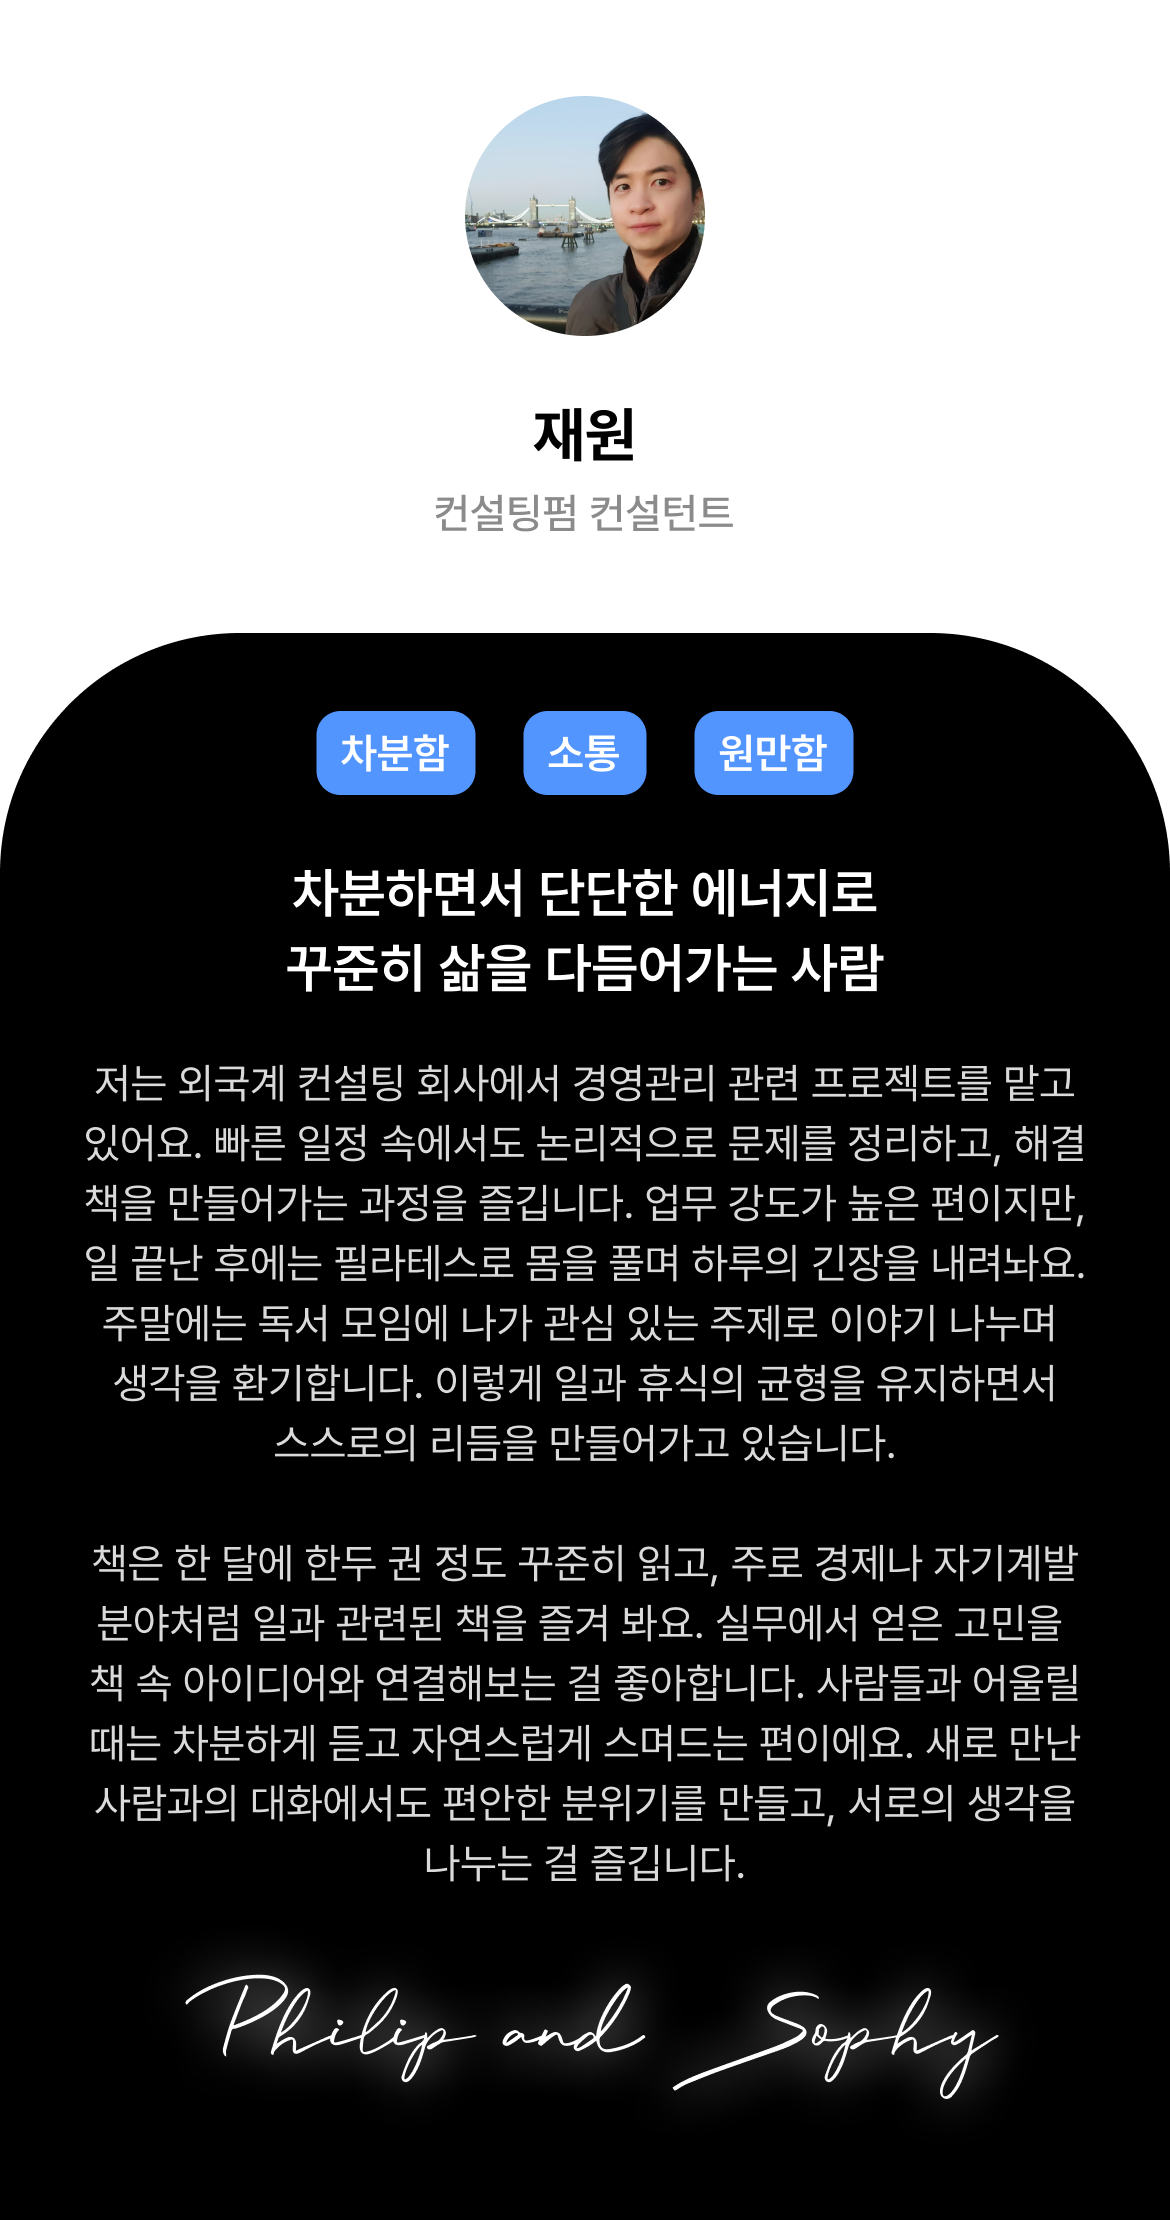 재원
컨설팅펌 컨설턴트
차분함 소통 원만함
차분하면서 단단한 에너지로
꾸준히 삶을 다듬어가는 사람
저는 외국계 컨설팅 회사에서 경영관리 관련 프로젝트를 맡고
있어요. 빠른 일정 속에서도 논리적으로 문제를 정리하고, 해결
책을 만들어가는 과정을 즐깁니다. 업무 강도가 높은 편이지만,
일 끝난 후에는 필라테스로 몸을 풀며 하루의 긴장을 내려놔요.
주말에는 독서 모임에 나가 관심 있는 주제로 이야기 나누며
생각을 환기합니다. 이렇게 일과 휴식의 균형을 유지하면서
스스로의 리듬을 만들어가고 있습니다.
책은 한 달에 한두 권 정도 꾸준히 읽고, 주로 경제나 자기계발
분야처럼 일과 관련된 책을 즐겨 봐요. 실무에서 얻은 고민을
책 속 아이디어와 연결해보는 걸 좋아합니다. 사람들과 어울릴
때는 차분하게 듣고 자연스럽게 스며드는 편이에요. 새로 만난
사람과의 대화에서도 편안한 분위기를 만들고, 서로의 생각을
나누는 걸 즐깁니다.
Philip and Sophy